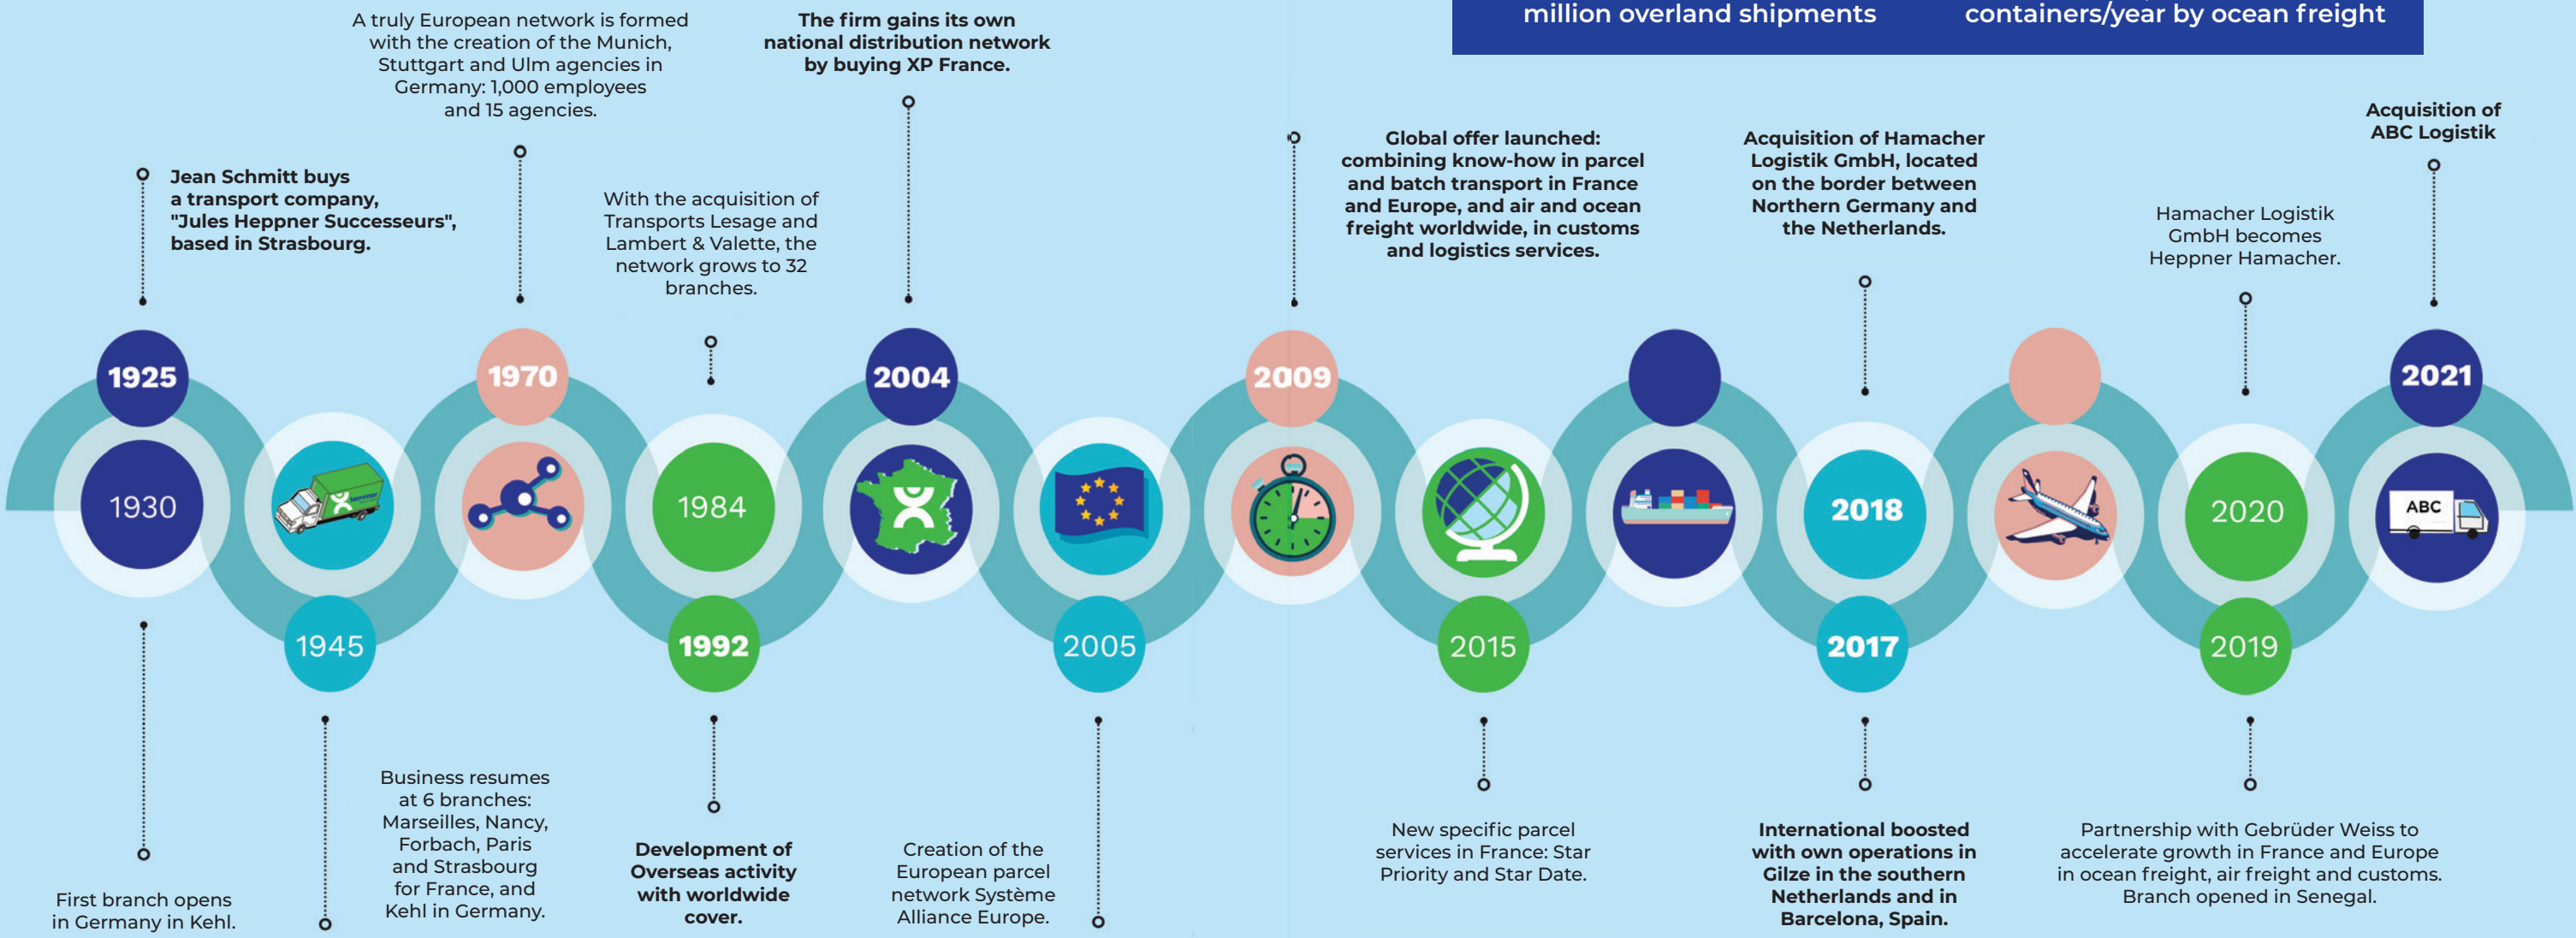 million overland shipments
containers/year by ocean freight
Jean Schmitt buys
a transport company,
"Jules Heppner Successeurs",
based in Strasbourg.
1925
1930
First branch opens
in Germany in Kehl.
1945
Business resumes
at 6 branches:
Marseilles, Nancy,
Forbach, Paris
and Strasbourg
for France, and
Kehl in Germany.
A truly European network is formed
with the creation of the Munich,
Stuttgart and Ulm agencies in
Germany: 1,000 employees
and 15 agencies.
1970
With the acquisition of
Transports Lesage and
Lambert & Valette, the
network grows to 32
branches.
1984
1992
Development of
Overseas activity
with worldwide
cover.
The firm gains its own
national distribution network
by buying XP France.
2004
2005
Creation of the
European parcel
network Système
Alliance Europe.
2009
Global offer launched:
combining know-how in parcel
and batch transport in France
and Europe, and air and ocean
freight worldwide, in customs
and logistics services.
2015
New specific parcel
services in France: Star
Priority and Star Date.
Acquisition of Hamacher
Logistik GmbH, located
on the border between
Northern Germany and
the Netherlands.
2018
2017
International boosted
with own operations in
Gilze in the southern
Netherlands and in
Barcelona, Spain.
Hamacher Logistik
GmbH becomes
Heppner Hamacher.
2020
2019
Partnership with Gebrüder Weiss to
accelerate growth in France and Europe
in ocean freight, air freight and customs.
Branch opened in Senegal.
Acquisition of
ABC Logistik
2021
ABC